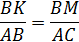 BK/AB = BM/AC